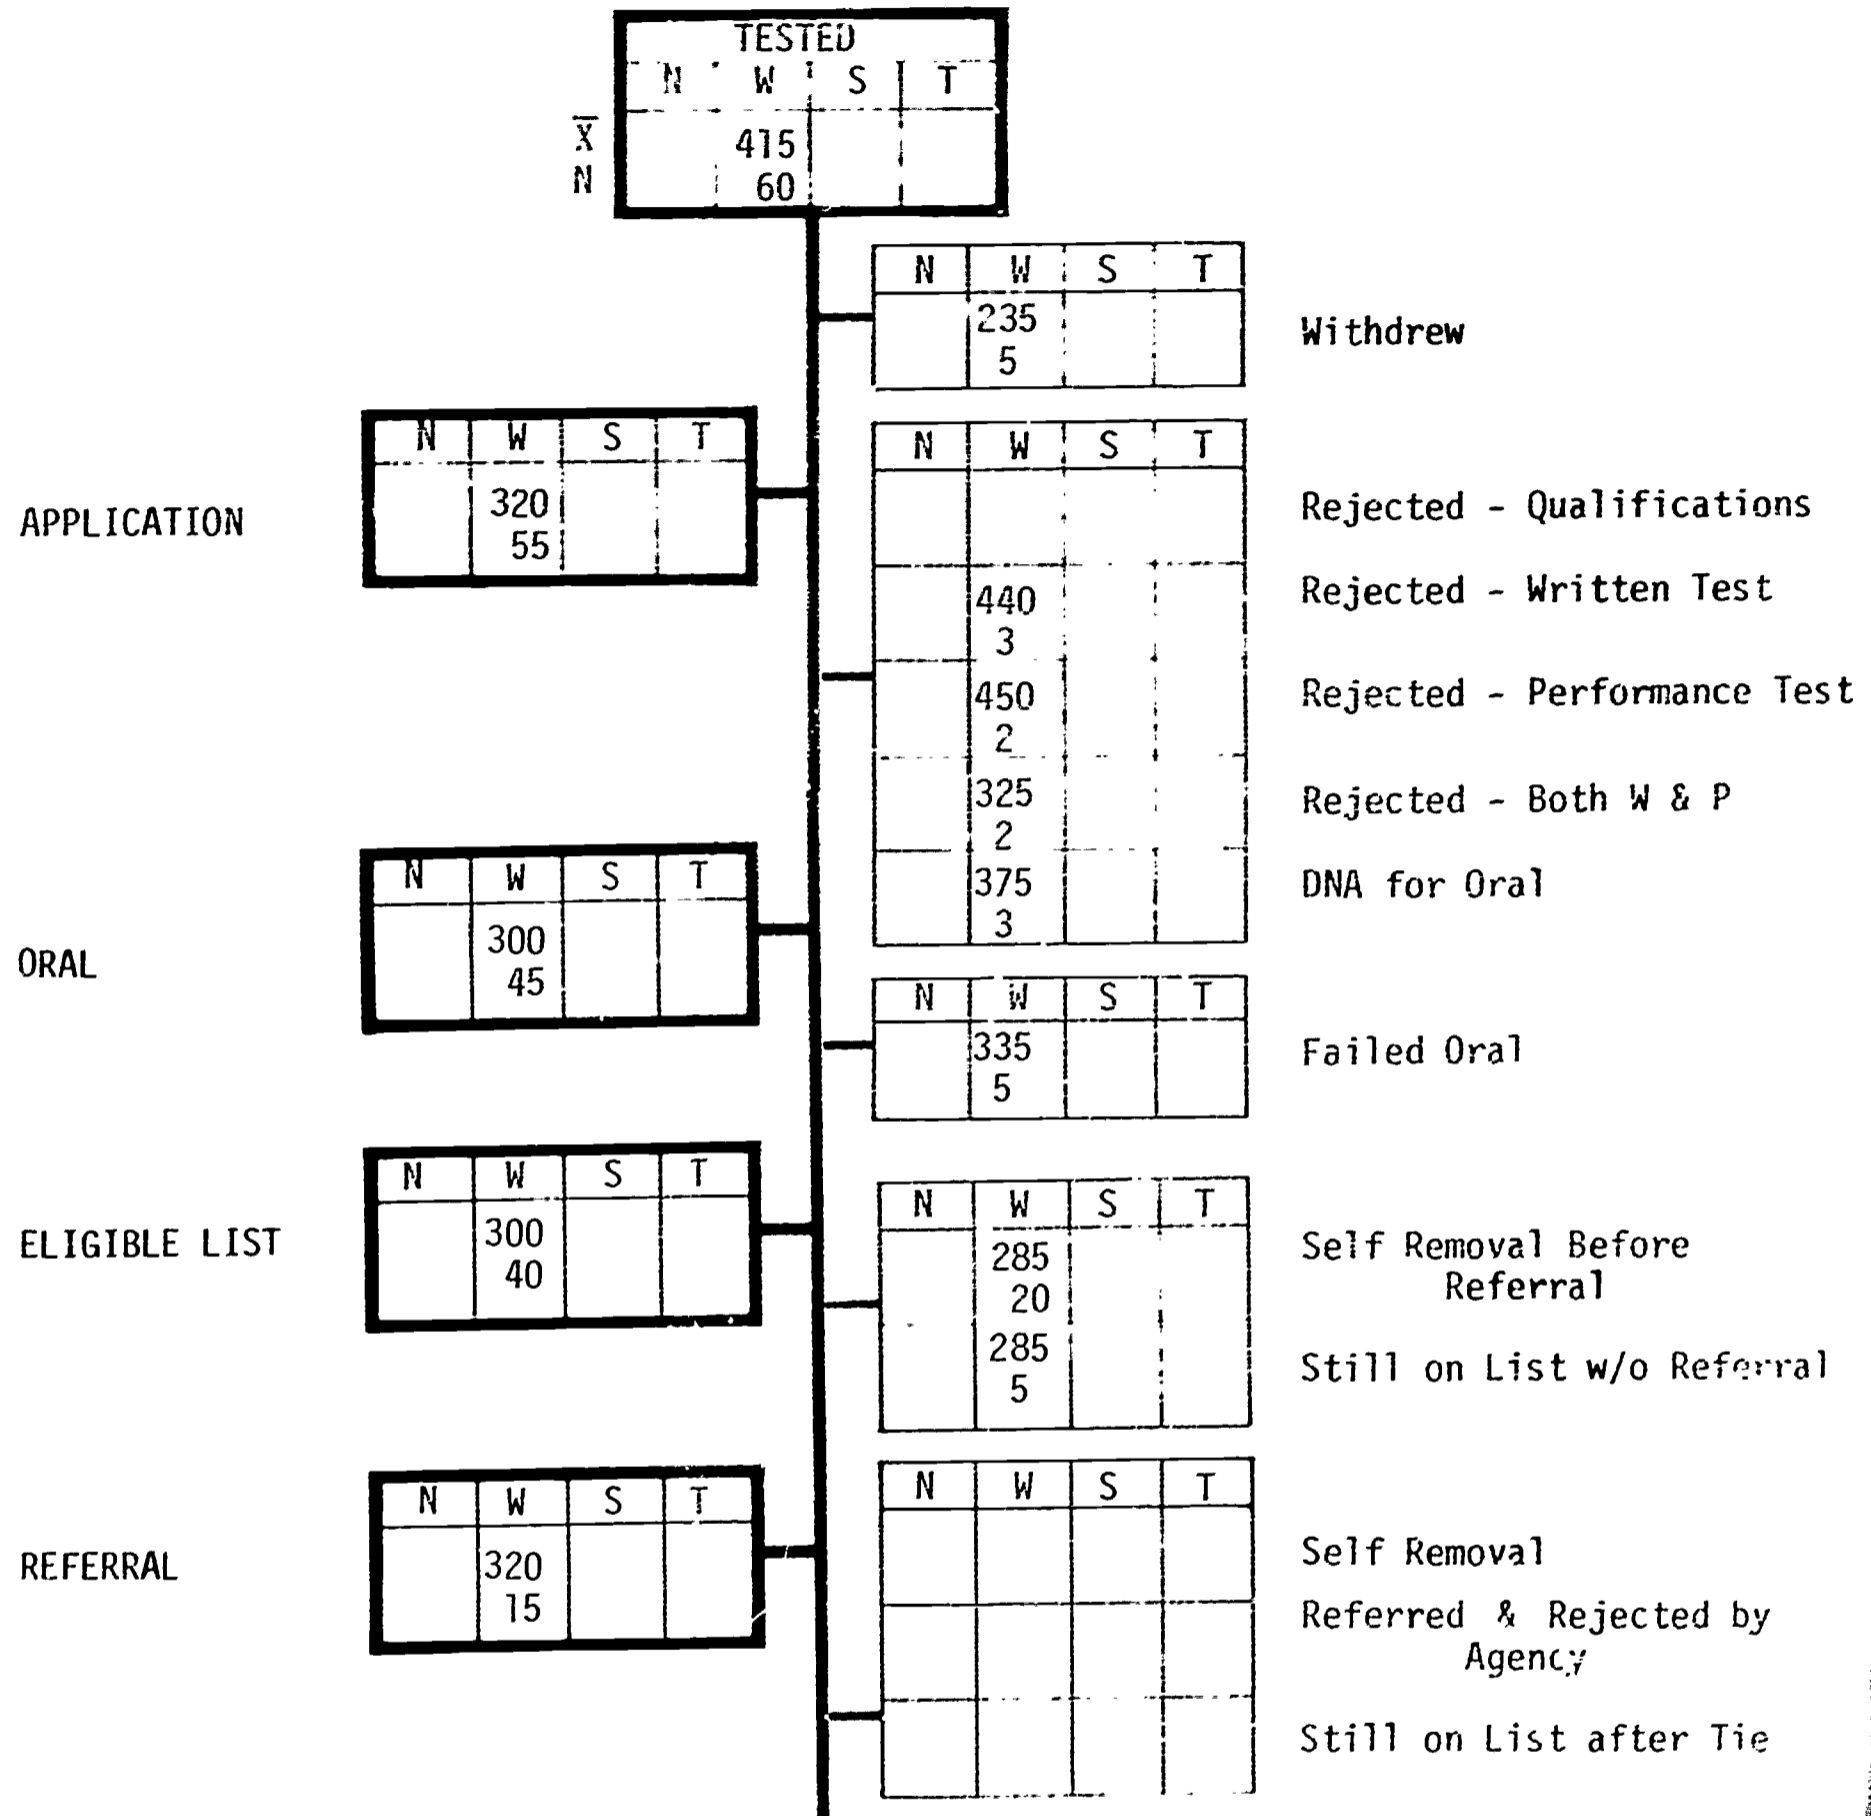 TESTED
N W S T
X̄ 415
N 60
N W S T
235
5
Withdrew
N W S T
320
55
APPLICATION
N W S T
Rejected - Qualifications
440
3
Rejected - Written Test
450
2
Rejected - Performance Test
325
2
Rejected - Both W & P
375
3
DNA for Oral
N W S T
300
45
ORAL
N W S T
335
5
Failed Oral
N W S T
300
40
ELIGIBLE LIST
N W S T
285
20
Self Removal Before
Referral
285
5
Still on List w/o Referral
N W S T
320
15
REFERRAL
N W S T
Self Removal
Referred & Rejected by
Agency
Still on List after Tie